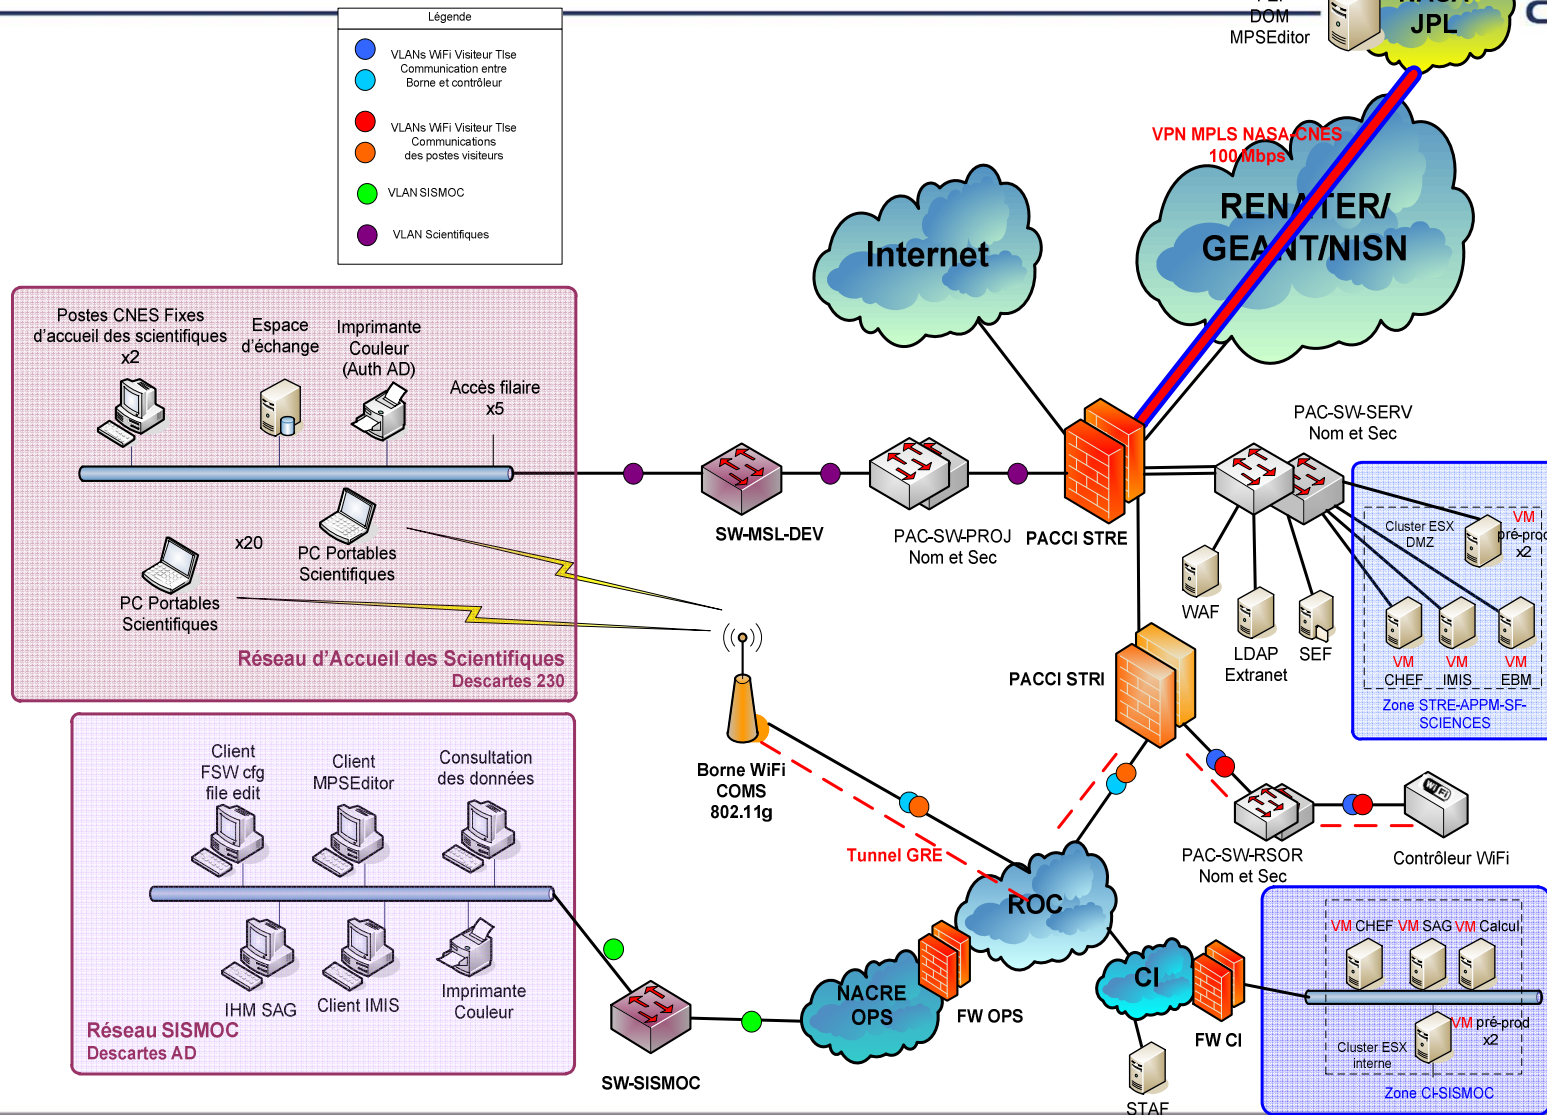 Légende
VLANs WiFi Visiteur Tlse
Communication entre
Borne et contrôleur
VLANs WiFi Visiteur Tlse
Communications
des postes visiteurs
VLAN SISMOC
VLAN Scientifiques
DOM
MPSEditor
JPL
VPN MPLS NASA-CNES
100 Mbps
RENATER/
GEANT/NISN
Internet
Postes CNES Fixes
d'accueil des scientifiques
x2
Espace
d'échange
Imprimante
Couleur
(Auth AD)
Accès filaire
x5
x20
PC Portables
Scientifiques
PC Portables
Scientifiques
Réseau d'Accueil des Scientifiques
Descartes 230
SW-MSL-DEV
PAC-SW-PROJ
Nom et Sec
PACCI STRE
PAC-SW-SERV
Nom et Sec
WAF
LDAP
Extranet
SEF
Cluster ESX
DMZ
VM
pré-prod
x2
VM
CHEF
VM
IMIS
VM
EBM
Zone STRE-APPM-SF-
SCIENCES
PACCI STRI
Borne WiFi
COMS
802.11g
Tunnel GRE
PAC-SW-RSOR
Nom et Sec
WiFi
Contrôleur WiFi
ROC
NACRE
OPS
FW OPS
CI
FW CI
STAF
VM CHEF
VM SAG
VM Calcul
VM pré-prod
x2
Cluster ESX
interne
Zone CI-SISMOC
Client
FSW cfg
file edit
Client
MPSEditor
Consultation
des données
IHM SAG
Client IMIS
Imprimante
Couleur
Réseau SISMOC
Descartes AD
SW-SISMOC